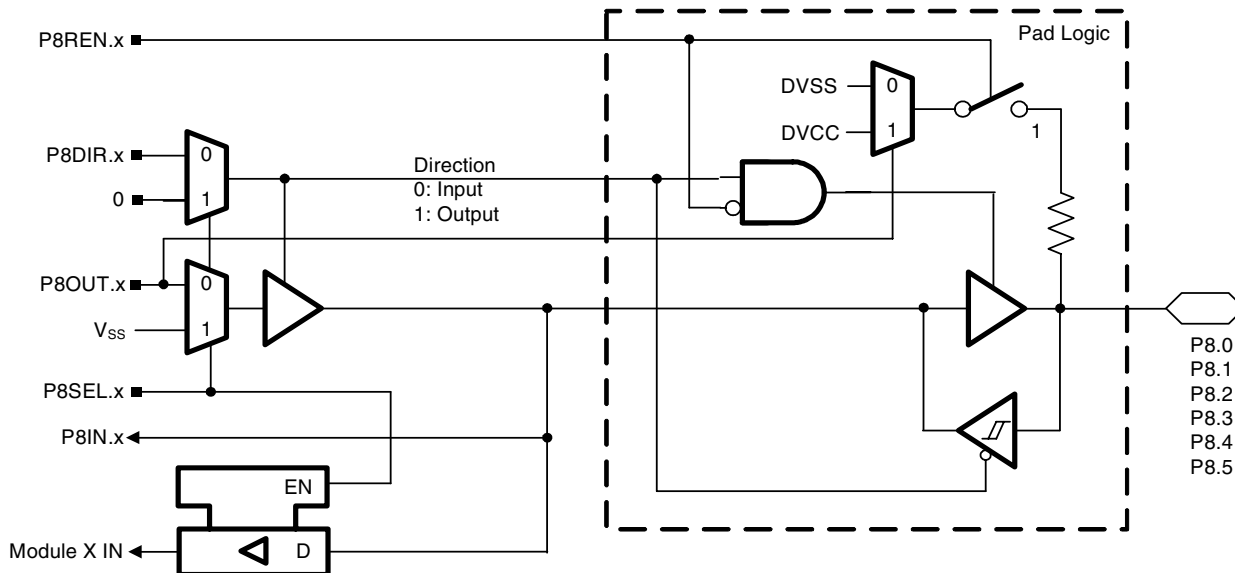 Pad Logic
P8REN.x
DVSS
0
DVCC
1
1
P8DIR.x
0
0
1
Direction
0: Input
1: Output
P8OUT.x
0
VSS
1
P8SEL.x
P8IN.x
EN
D
Module X IN
P8.0
P8.1
P8.2
P8.3
P8.4
P8.5